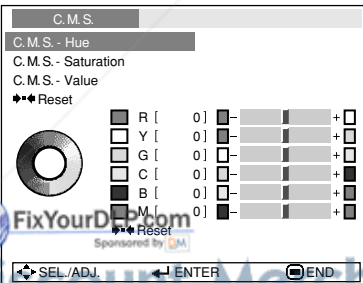 C.M.S.
C.M.S. - Hue
C.M.S. - Saturation
C.M.S. - Value
Reset
R [ 0] - +
Y [ 0] - +
G [ 0] - +
C [ 0] - +
B [ 0] - +
M [ 0] - +
FixYourDLP.com
Reset
Sponsored by DM
SEL./ADJ. ENTER END